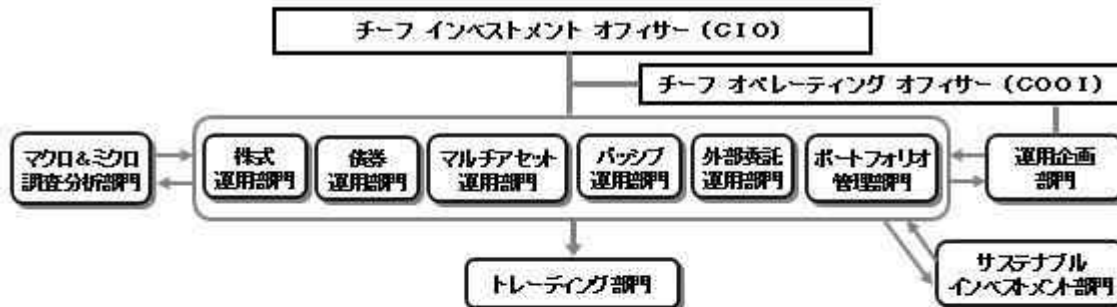 チーフ インベストメント オフィサー (CIO)
チーフ オペレーティング オフィサー (COOI)
マクロ&ミクロ
調査分析部門
株式
運用部門
債券
運用部門
マルチアセット
運用部門
パッシブ
運用部門
外部委託
運用部門
ポートフォリオ
管理部門
運用企画
部門
トレーディング部門
サステナブル
インベストメント部門